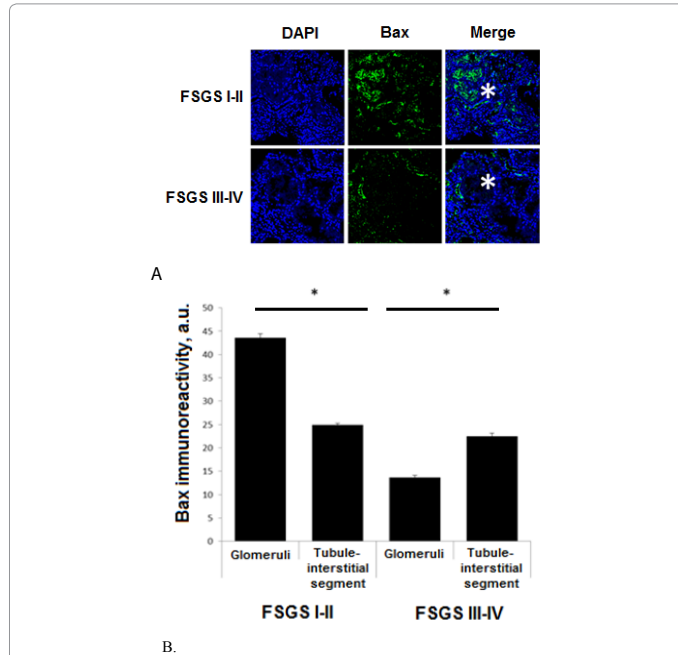 DAPI Bax Merge
FSGS I-II
*
FSGS III-IV
*
A
* *
Bax immunoreactivity, a.u.
50
45
40
35
30
25
20
15
10
5
0
Glomeruli Tubule-interstitial segment Glomeruli Tubule-interstitial segment
FSGS I-II FSGS III-IV
B.